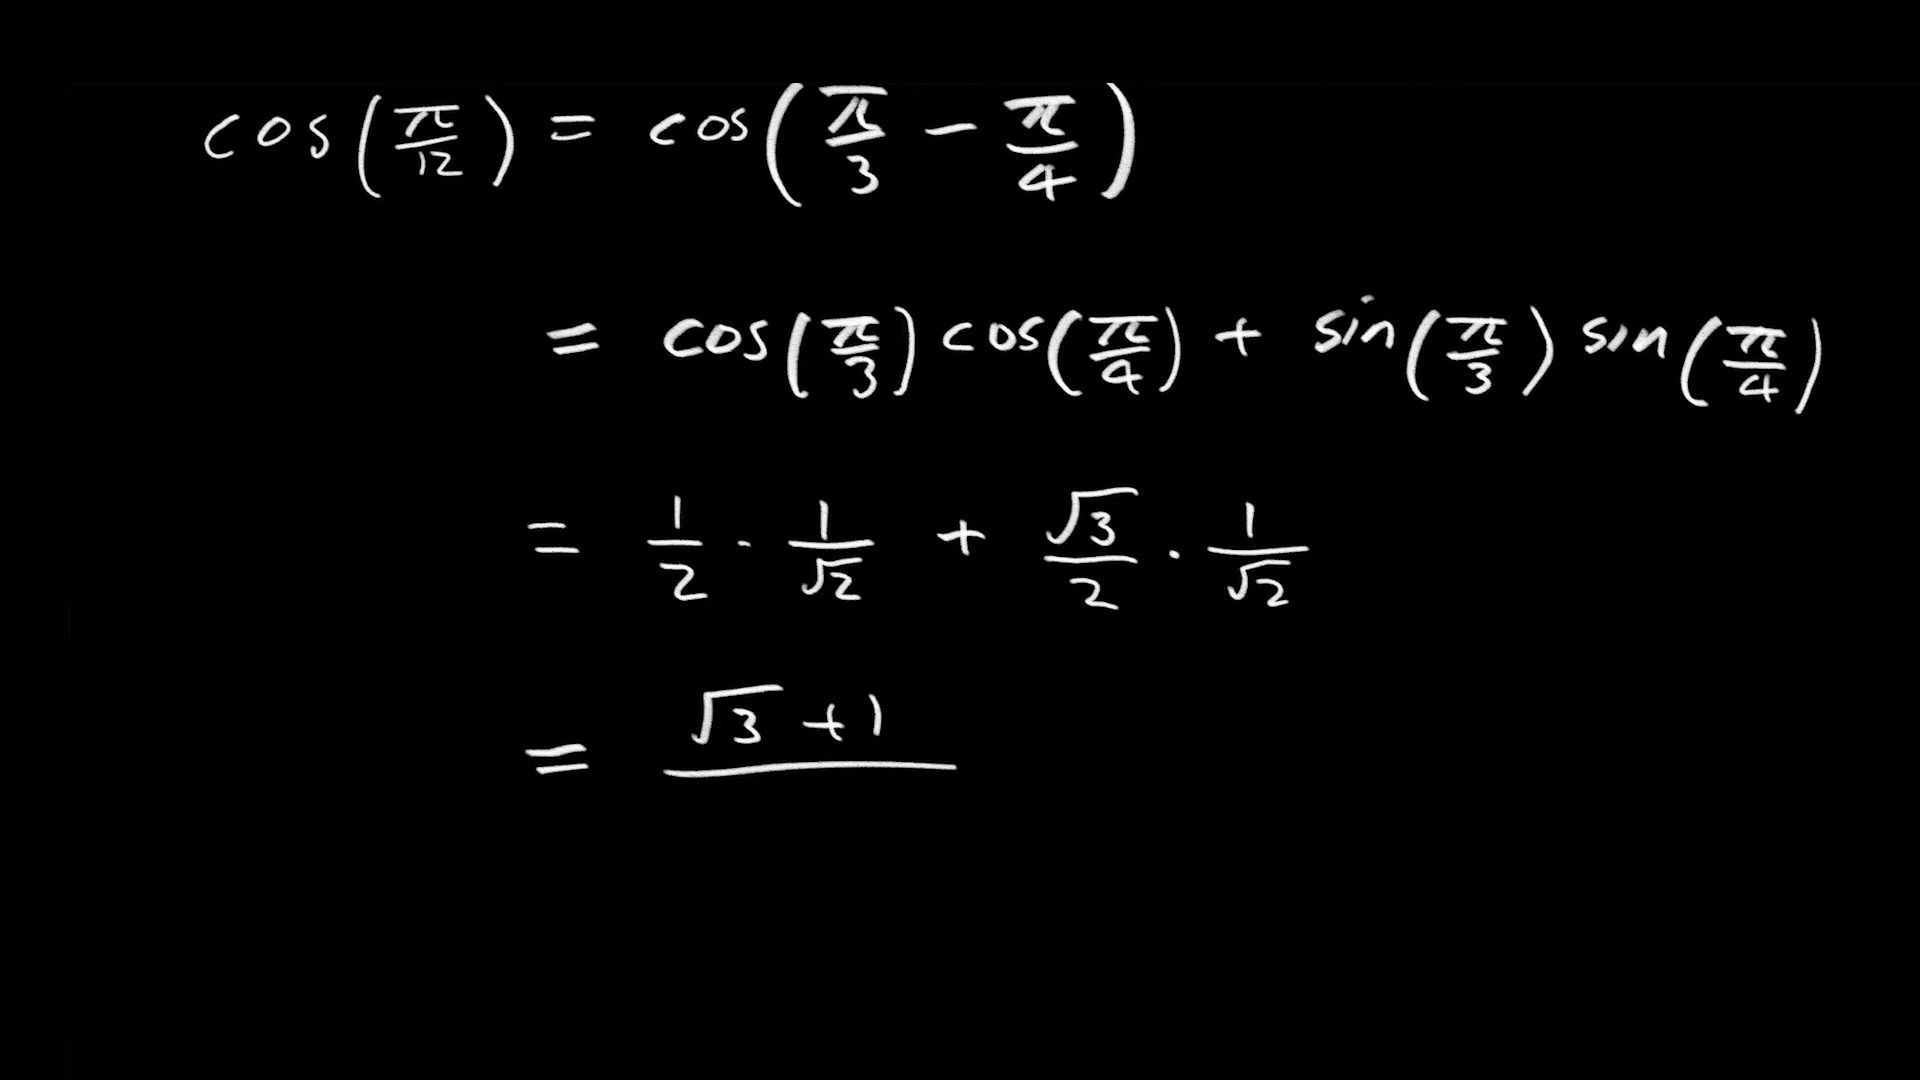 cos(π/12) = cos(π/3 - π/4)
= cos(π/3) cos(π/4) + sin(π/3) sin(π/4)
= 1/2 · 1/√2 + √3/2 · 1/√2
= √3 + 1